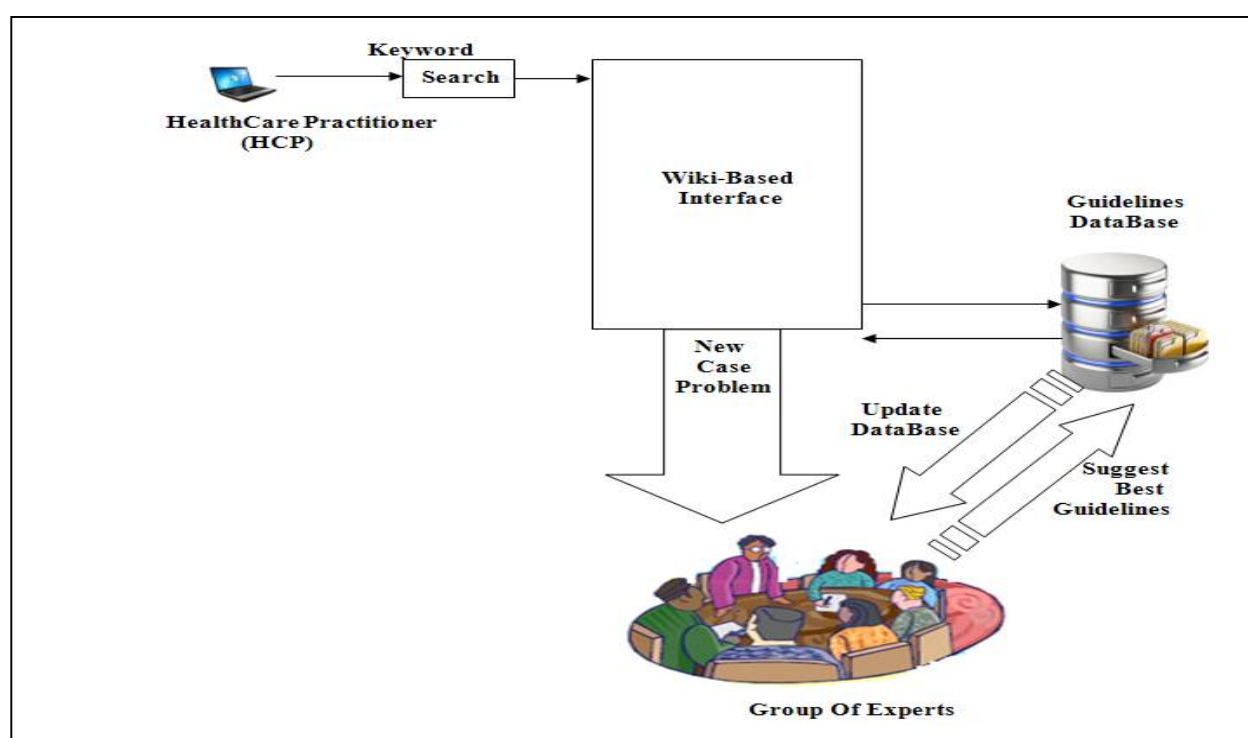 Keyword
Search
HealthCare Practitioner
(HCP)
Wiki-Based
Interface
Guidelines
DataBase
New
Case
Problem
Update
DataBase
Suggest
Best
Guidelines
Group Of Experts